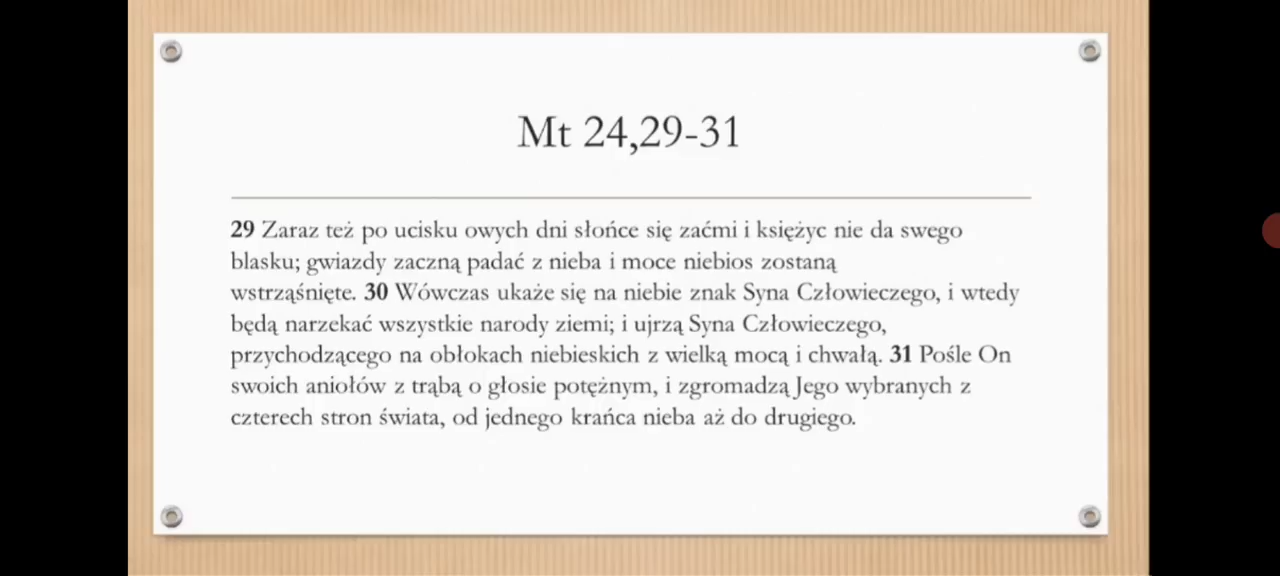 Mt 24,29-31
29 Zaraz też po ucisku owych dni słońce się zaćmi i księżyc nie da swego
blasku; gwiazdy zaczną padać z nieba i moce niebios zostaną
wstrząśnięte. 30 Wówczas ukaże się na niebie znak Syna Człowieczego, i wtedy
będą narzekać wszystkie narody ziemi; i ujrzą Syna Człowieczego,
przychodzącego na obłokach niebieskich z wielką mocą i chwałą. 31 Pośle On
swoich aniołów z trąbą o głosie potężnym, i zgromadzą Jego wybranych z
czterech stron świata, od jednego krańca nieba aż do drugiego.